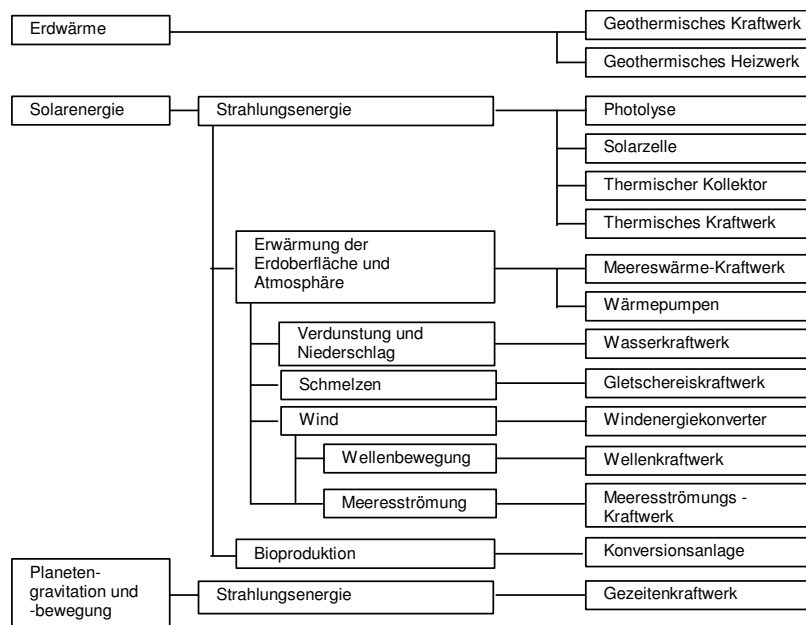 Erdwärme
Geothermisches Kraftwerk
Geothermisches Heizwerk
Solarenergie
Strahlungsenergie
Photolyse
Solarzelle
Thermischer Kollektor
Thermisches Kraftwerk
Erwärmung der
Erdoberfläche und
Atmosphäre
Meereswärme-Kraftwerk
Wärmepumpen
Verdunstung und
Niederschlag
Wasserkraftwerk
Schmelzen
Gletschereiskraftwerk
Wind
Windenergiekonverter
Wellenbewegung
Wellenkraftwerk
Meeresströmung
Meeresströmungs -
Kraftwerk
Bioproduktion
Konversionsanlage
Planeten-
gravitation und
-bewegung
Strahlungsenergie
Gezeitenkraftwerk